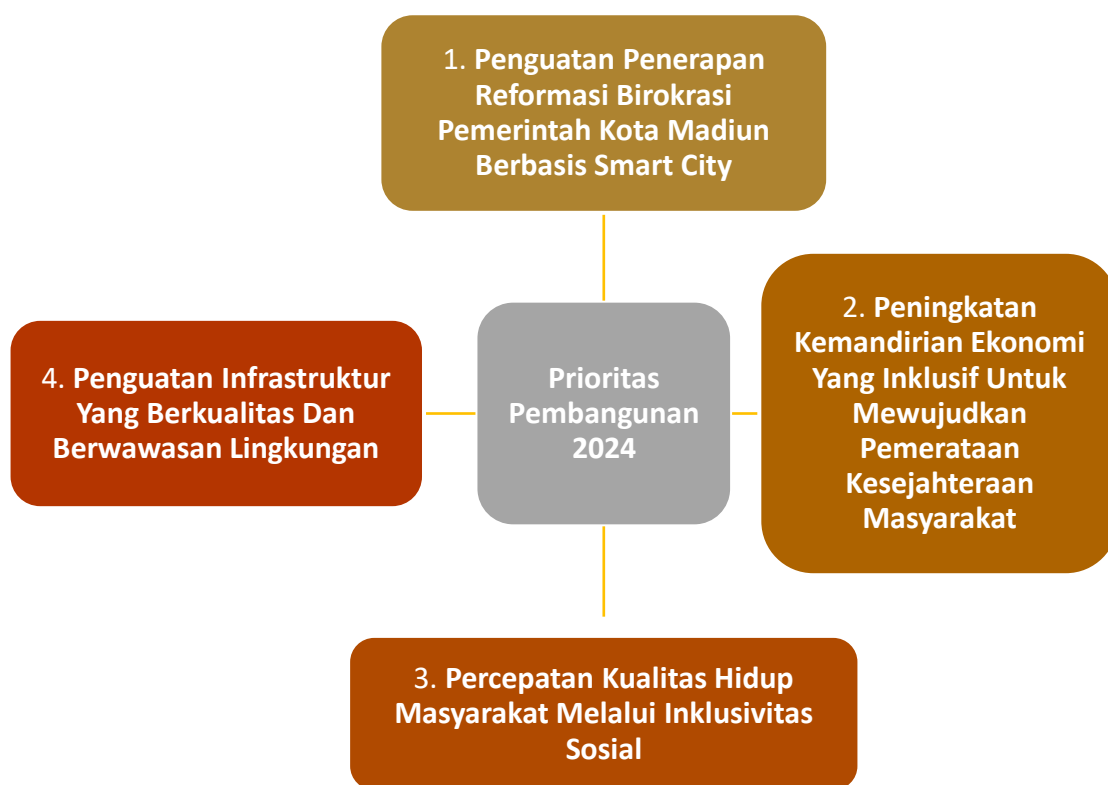 1. Penguatan Penerapan
Reformasi Birokrasi
Pemerintah Kota Madiun
Berbasis Smart City
2. Peningkatan
Kemandirian Ekonomi
Yang Inklusif Untuk
Mewujudkan
Pemerataan
Kesejahteraan
Masyarakat
Prioritas
Pembangunan
2024
4. Penguatan Infrastruktur
Yang Berkualitas Dan
Berwawasan Lingkungan
3. Percepatan Kualitas Hidup
Masyarakat Melalui Inklusivitas
Sosial